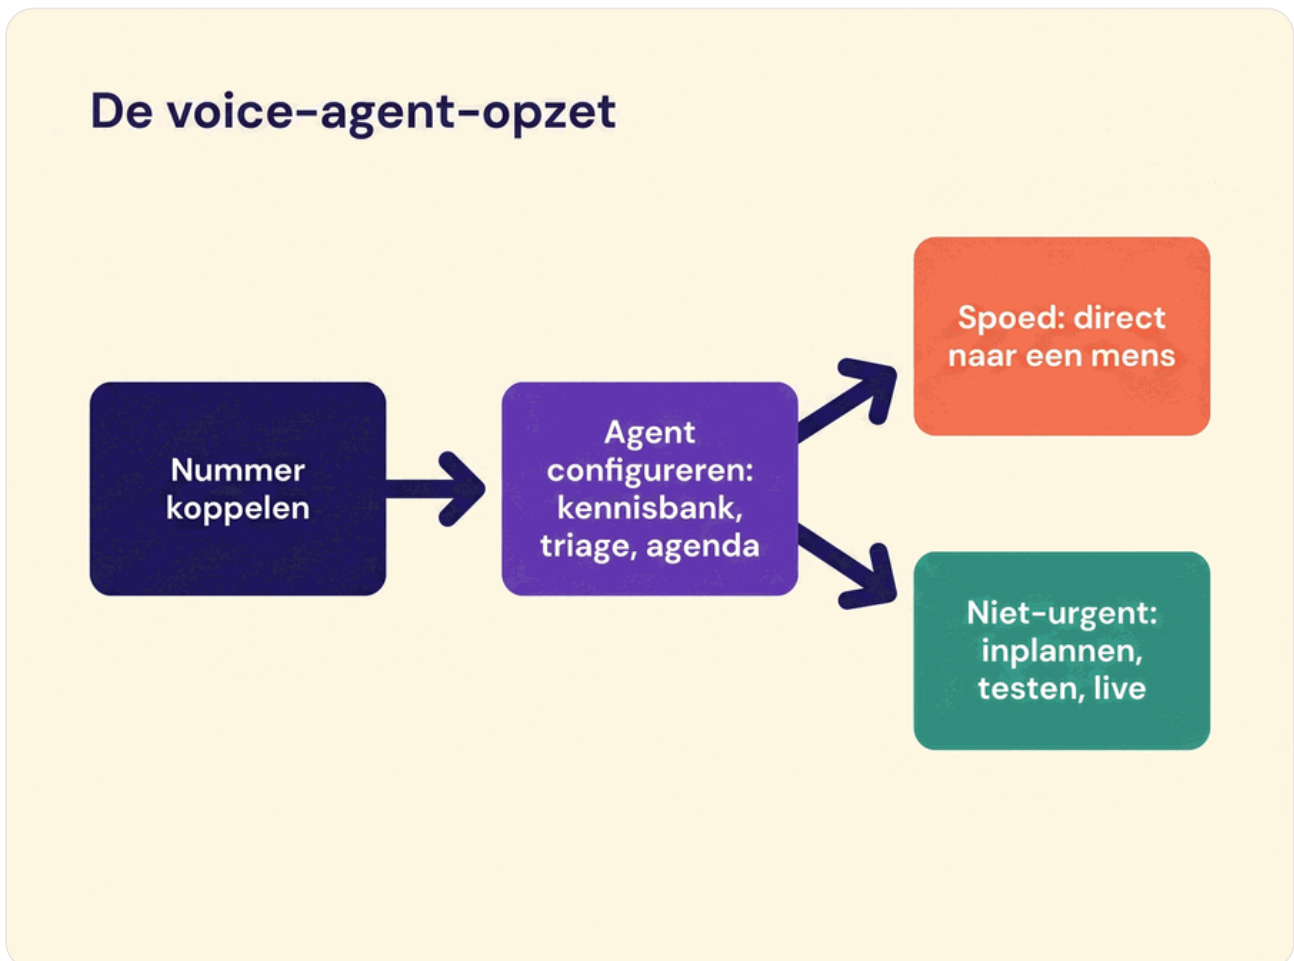 De voice-agent-opzet
Nummer
koppelen
Agent
configureren:
kennisbank,
triage, agenda
Spoed: direct
naar een mens
Niet-urgent:
inplannen,
testen, live